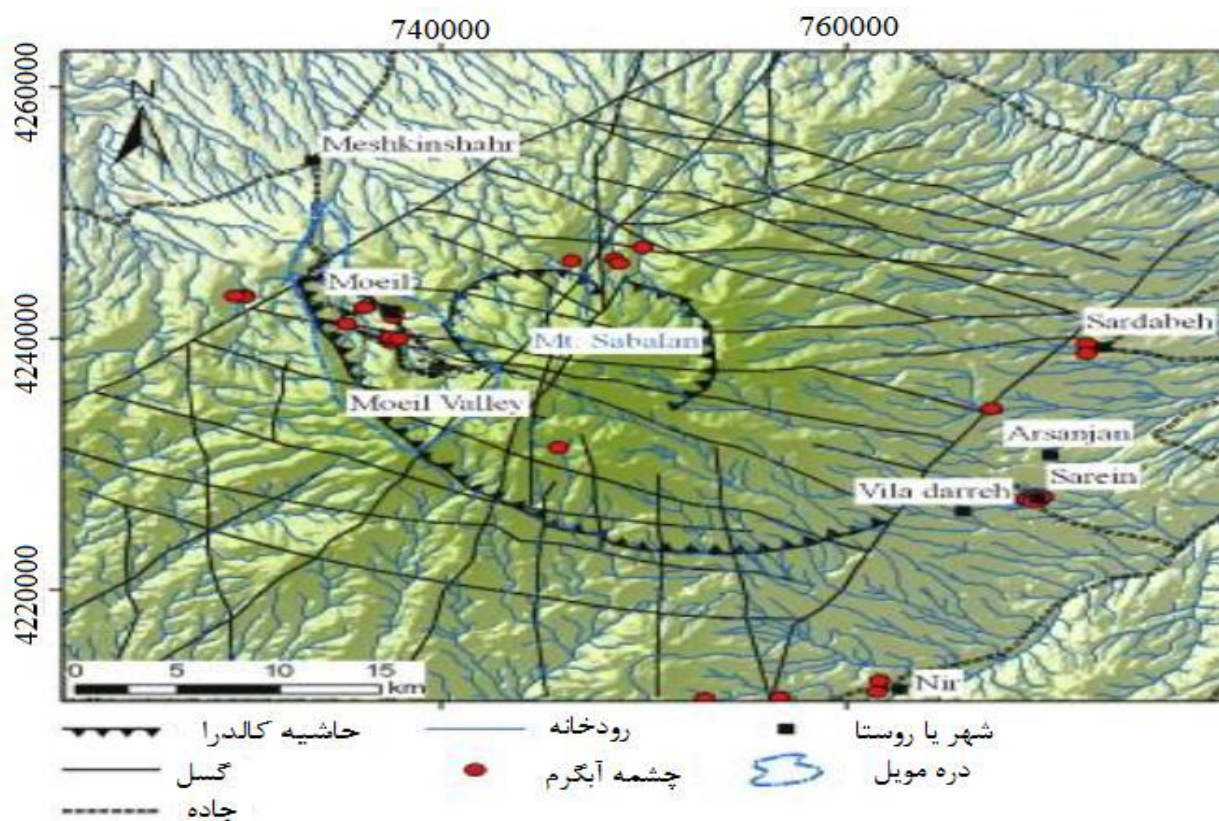 740000 760000
4260000
N
Meshkinshahr
Moeil
4240000
Mt. Sabalan
Sardabeh
Moeil Valley
Arsanjan
Sarein
Vila darreh
4220000
0 5 10 15
km
Nir
حاشیه کالدرا رودخانه شهر یا روستا
گسل چشمه آبگرم دره مویل
جاده